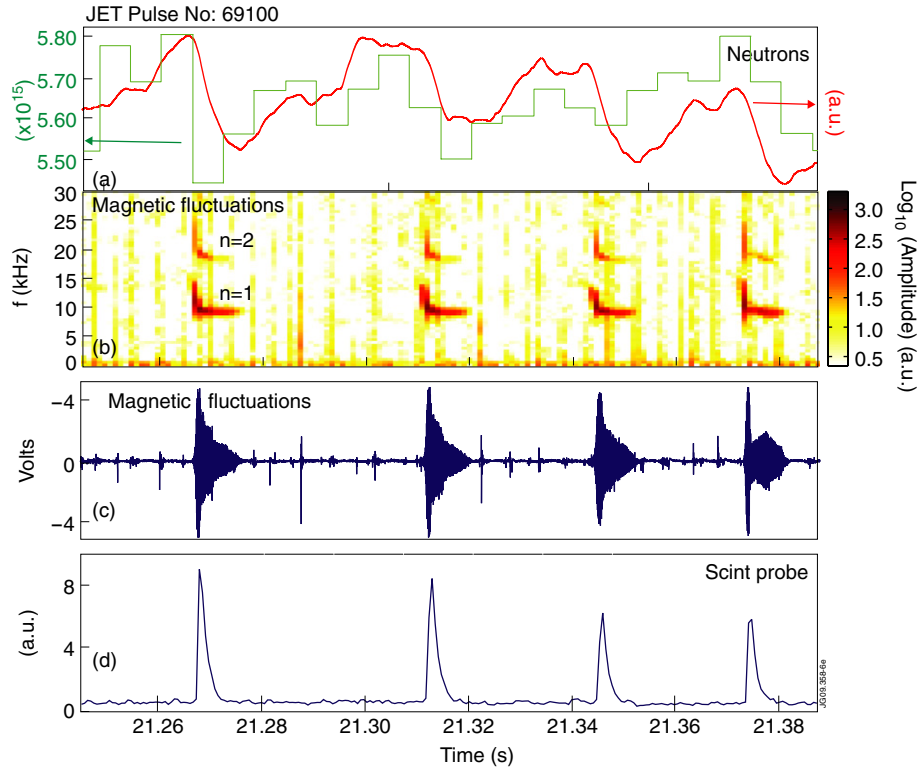 JET Pulse No: 69100
5.80
5.70
5.60
5.50
(x10^15)
Neutrons
(a.u.)
(a)
30
25
20
15
10
5
0
f (kHz)
Magnetic fluctuations
n=2
n=1
(b)
3.0
2.5
2.0
1.5
1.0
0.5
Log10 (Amplitude) (a.u.)
−4
0
−4
Volts
Magnetic fluctuations
(c)
8
4
0
(a.u.)
Scint probe
(d)
JG09.358-6e
21.26
21.28
21.30
21.32
21.34
21.36
21.38
Time (s)